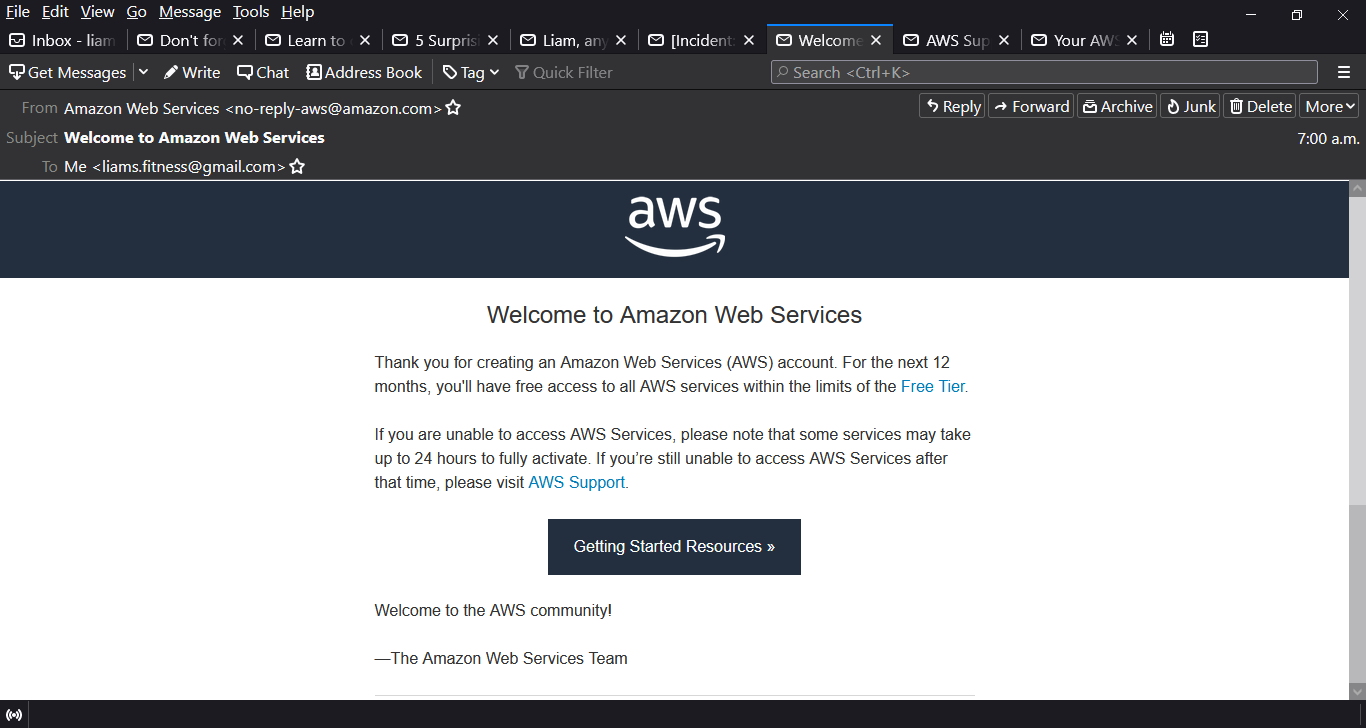 File Edit View Go Message Tools Help
Inbox - liam Don't for Learn to 5 Surpris Liam, any [Incident: Welcome AWS Sup Your AWS
Get Messages Write Chat Address Book Tag Quick Filter Search <Ctrl+K>
From Amazon Web Services <no-reply-aws@amazon.com> Reply Forward Archive Junk Delete More
Subject Welcome to Amazon Web Services 7:00 a.m.
To Me <liams.fitness@gmail.com>
aws
Welcome to Amazon Web Services
Thank you for creating an Amazon Web Services (AWS) account. For the next 12
months, you'll have free access to all AWS services within the limits of the Free Tier.
If you are unable to access AWS Services, please note that some services may take
up to 24 hours to fully activate. If you’re still unable to access AWS Services after
that time, please visit AWS Support.
Getting Started Resources »
Welcome to the AWS community!
—The Amazon Web Services Team